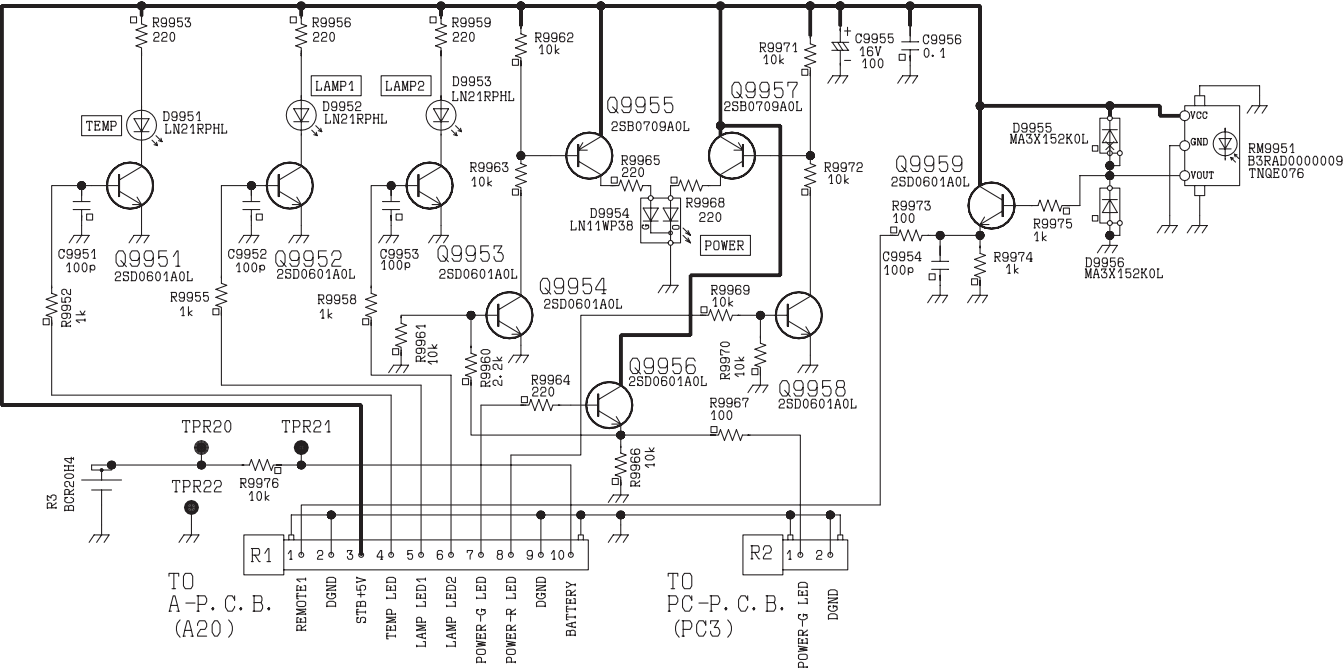 R9953
220
R9956
220
R9959
220
R9962
10k
R9971
10k
+
C9955
16V
100
-
C9956
0.1
LAMP1
LAMP2
D9953
LN21RPHL
Q9955
2SB0709A0L
Q9957
2SB0709A0L
TEMP
D9951
LN21RPHL
D9952
LN21RPHL
D9955
MA3X152K0L
VCC
GND
VOUT
RM9951
B3RAD0000009
TNQE076
R9963
10k
R9965
220
R9972
10k
Q9959
2SD0601A0L
D9954
LN11WP38
G
O
R9968
220
POWER
R9973
100
R9975
1k
C9951
100p
Q9951
2SD0601A0L
C9952
100p
Q9952
2SD0601A0L
C9953
100p
Q9953
2SD0601A0L
C9954
100p
R9974
1k
D9956
MA3X152K0L
R9952
1k
R9955
1k
R9958
1k
Q9954
2SD0601A0L
R9969
10k
R9961
10k
R9960
2.2k
R9970
10k
Q9956
2SD0601A0L
Q9958
2SD0601A0L
R9964
220
R9967
100
R9966
10k
TPR20
TPR21
R3
BCR20H4
R9976
10k
TPR22
R1
1
2
3
4
5
6
7
8
9
10
R2
1
2
TO
A-P.C.B.
(A20)
REMOTE1
DGND
STB+5V
TEMP LED
LAMP LED1
LAMP LED2
POWER-G LED
POWER-R LED
DGND
BATTERY
TO
PC-P.C.B.
(PC3)
POWER-G LED
DGND